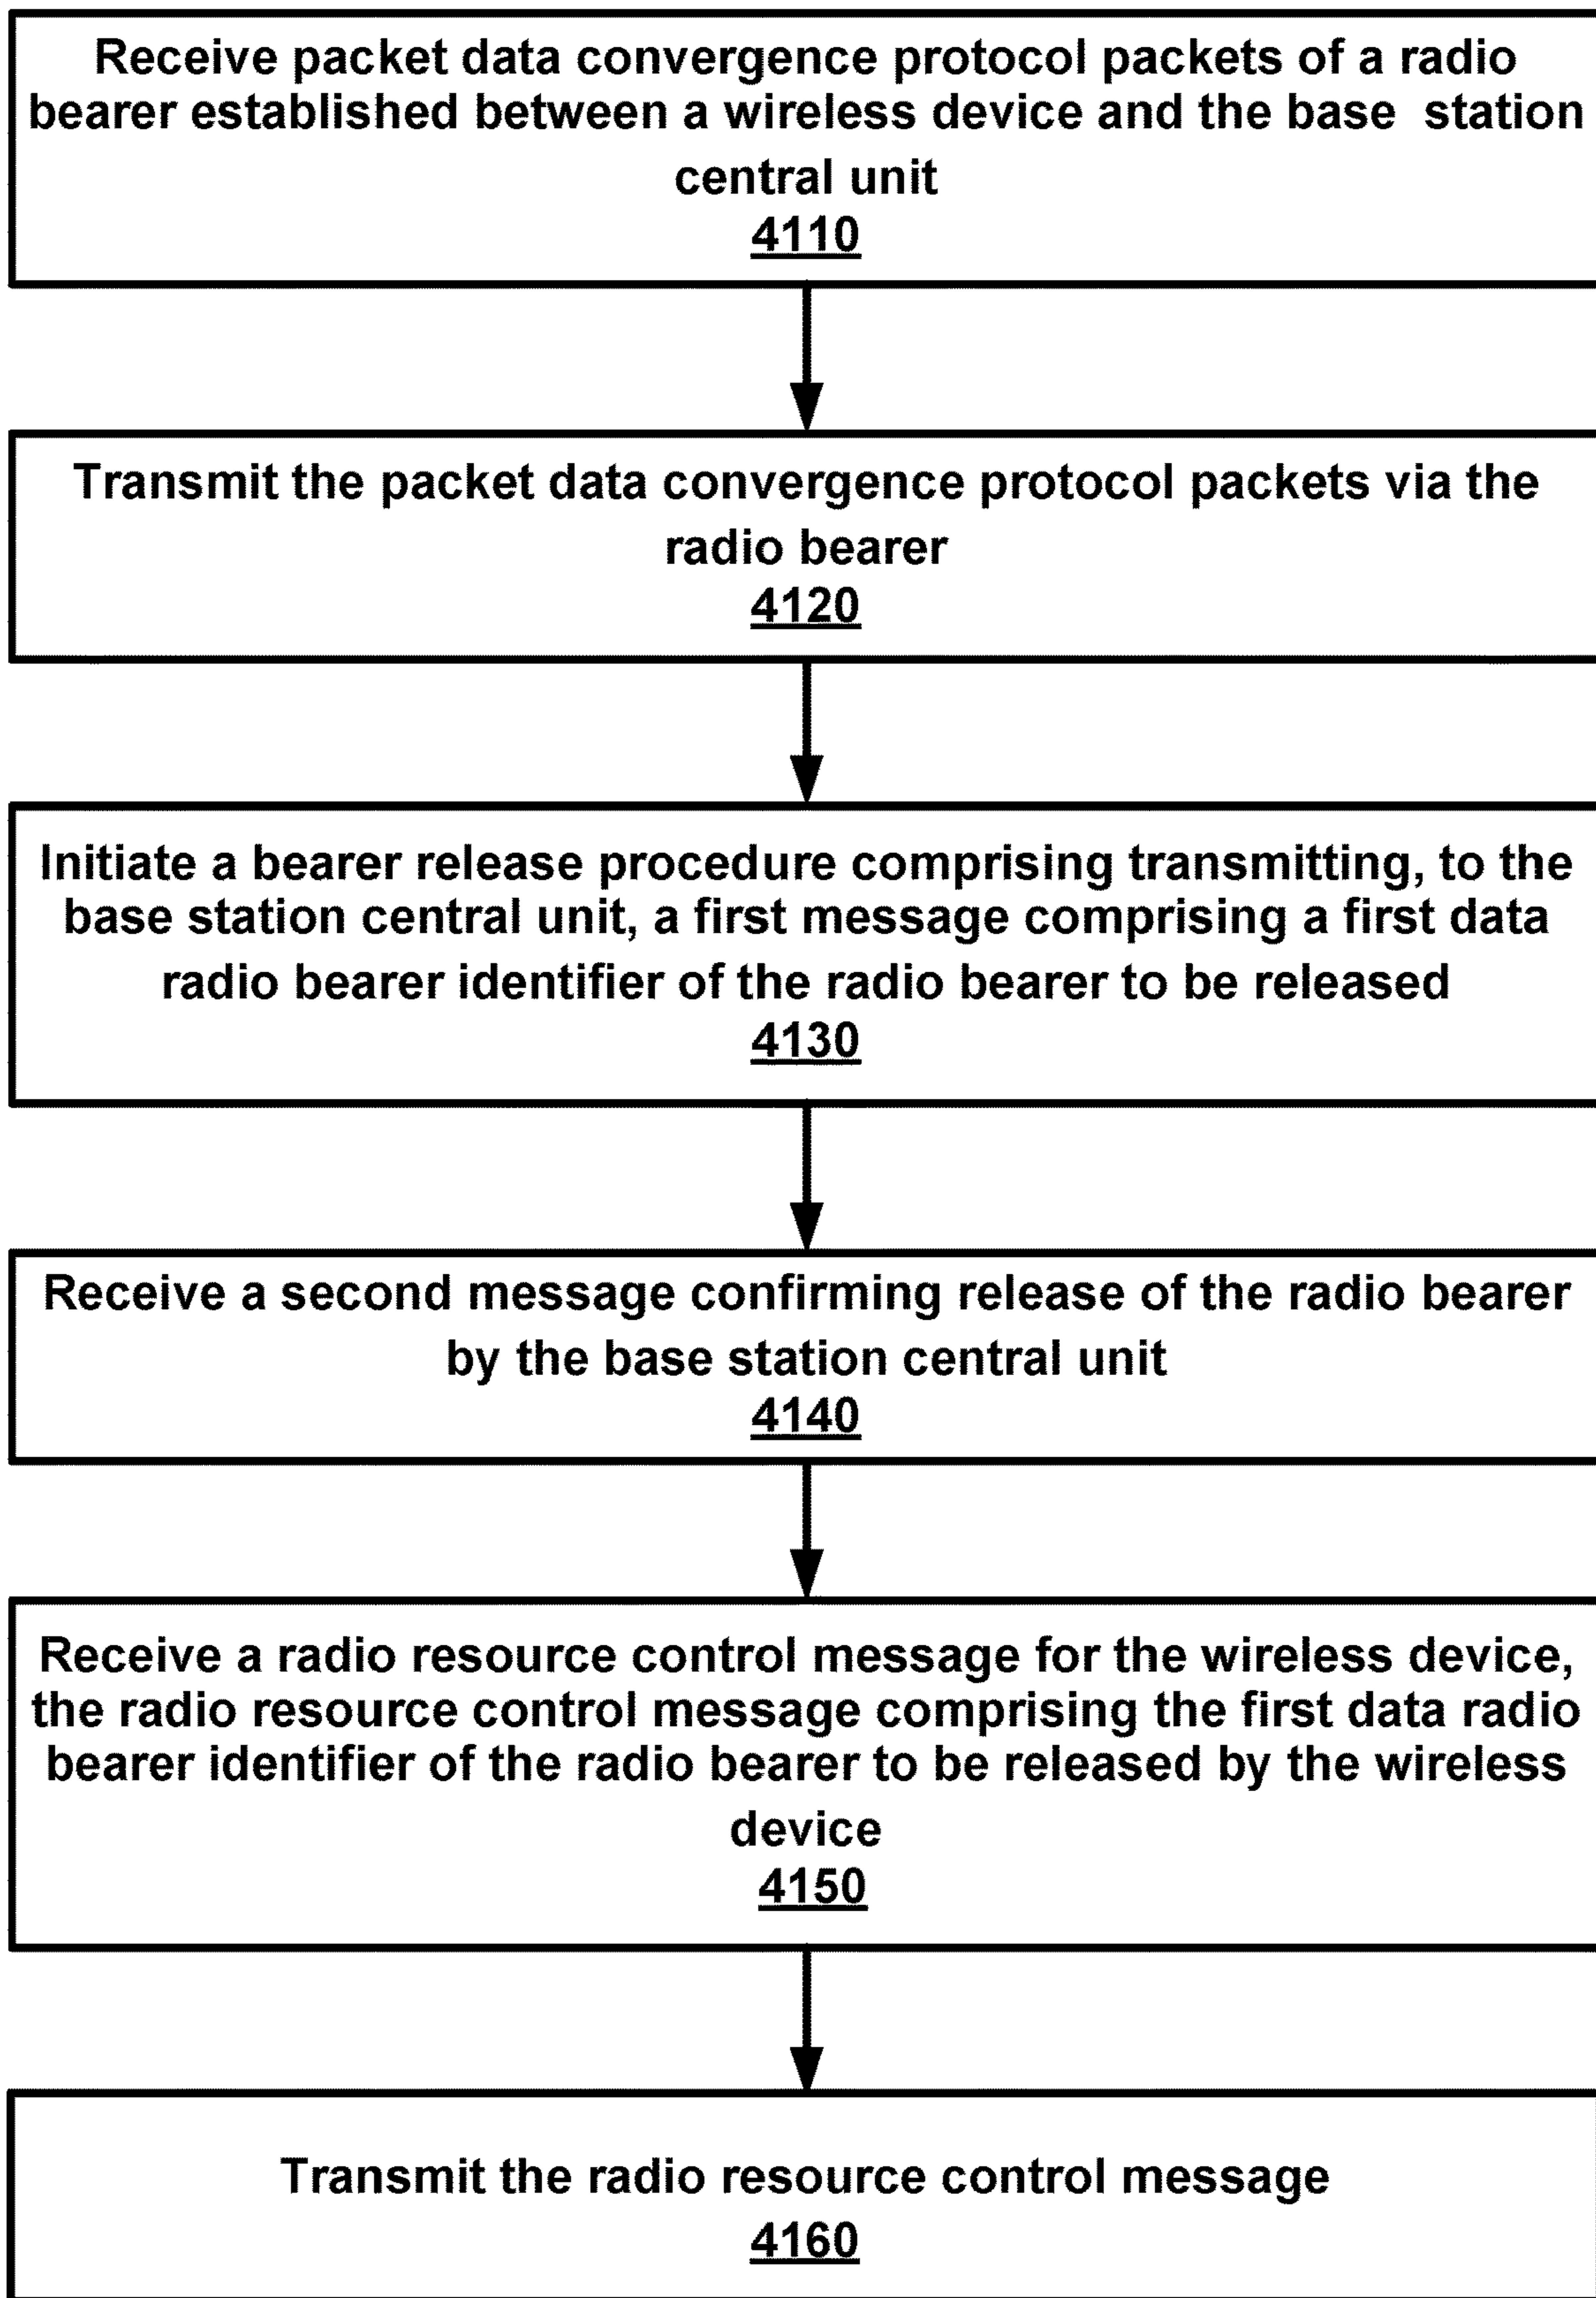 Receive packet data convergence protocol packets of a radio
bearer established between a wireless device and the base station
central unit
4110
Transmit the packet data convergence protocol packets via the
radio bearer
4120
Initiate a bearer release procedure comprising transmitting, to the
base station central unit, a first message comprising a first data
radio bearer identifier of the radio bearer to be released
4130
Receive a second message confirming release of the radio bearer
by the base station central unit
4140
Receive a radio resource control message for the wireless device,
the radio resource control message comprising the first data radio
bearer identifier of the radio bearer to be released by the wireless
device
4150
Transmit the radio resource control message
4160